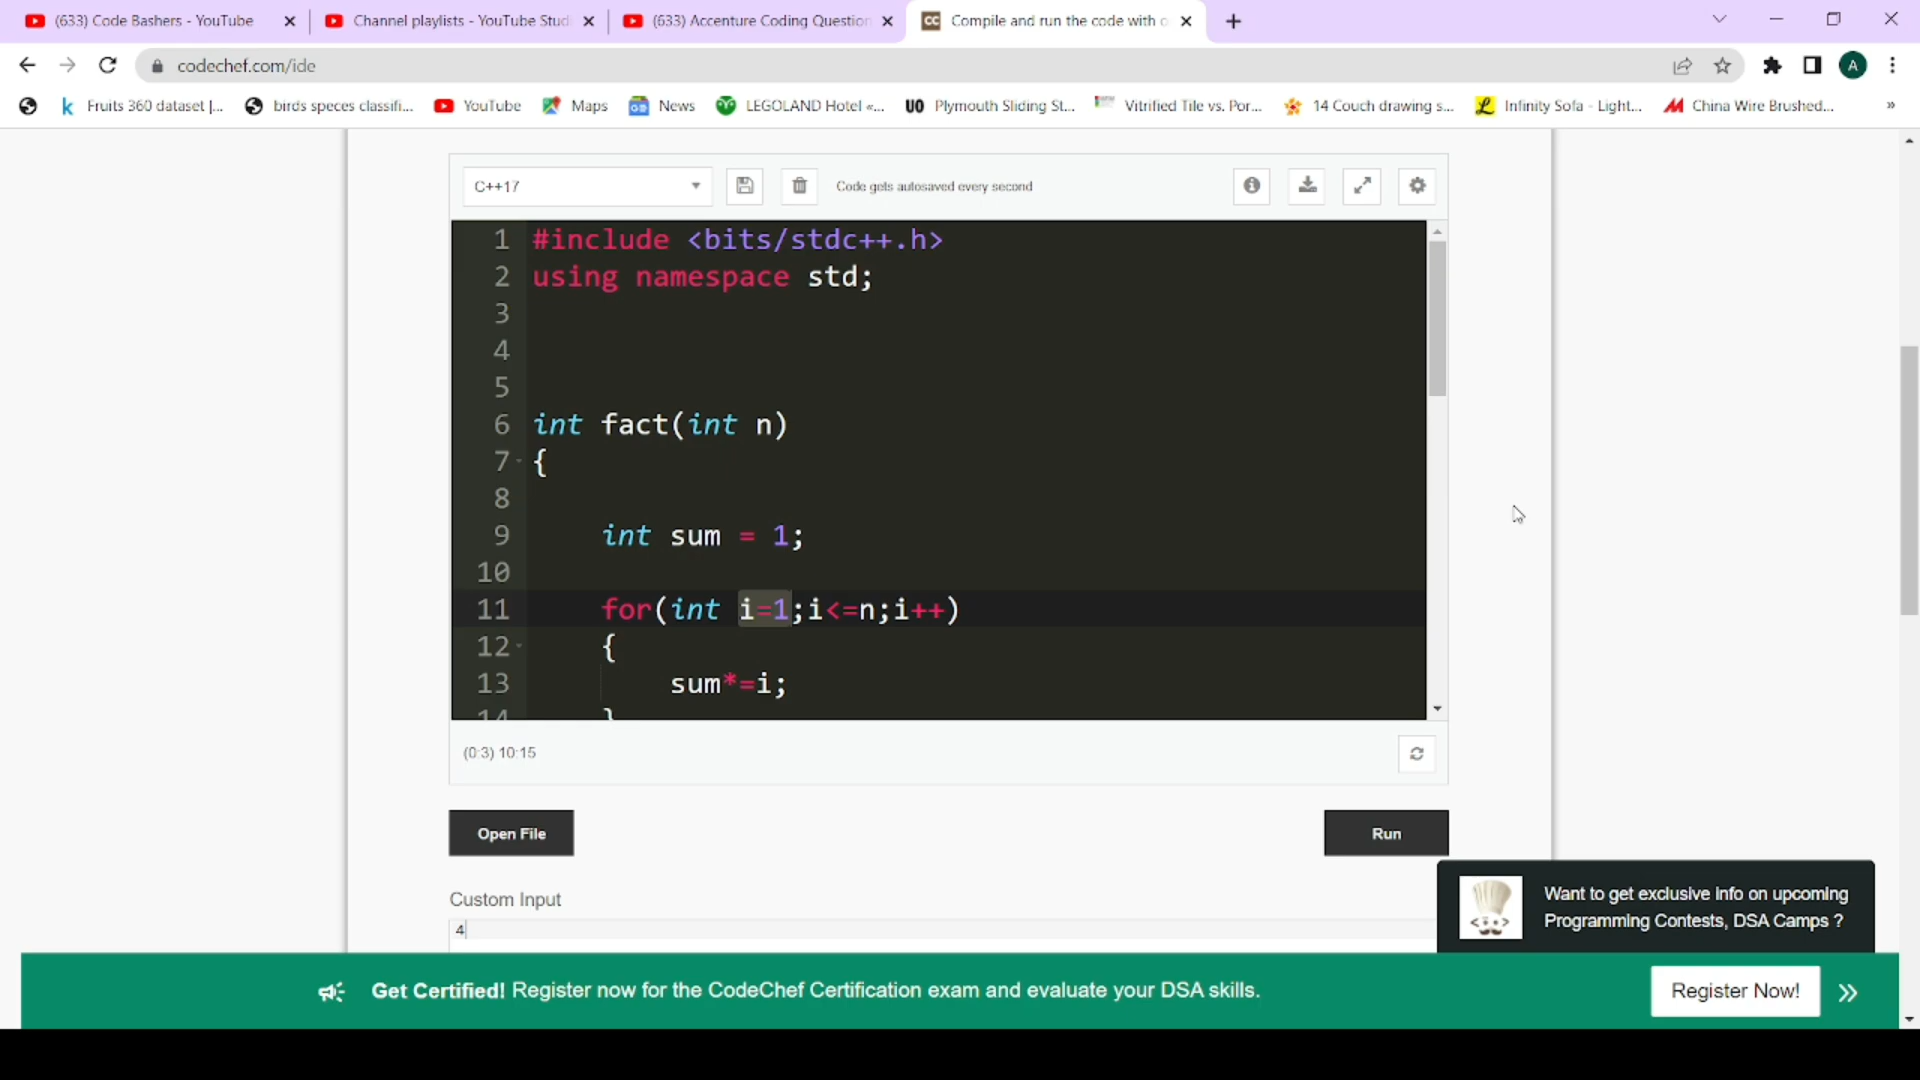 (633) Code Bashers - YouTube
Channel playlists - YouTube Stud
(633) Accenture Coding Question
CC Compile and run the code with o
codechef.com/ide
A
k Fruits 360 dataset |...
birds speces classifi...
YouTube
Maps
News
LEGOLAND Hotel «...
UO Plymouth Sliding St...
Vitrified Tile vs. Por...
14 Couch drawing s...
Infinity Sofa - Light...
China Wire Brushed...
»
C++17
Code gets autosaved every second
1 #include <bits/stdc++.h>
2 using namespace std;
3
4
5
6 int fact(int n)
7 {
8
9 int sum = 1;
10
11 for(int i=1;i<=n;i++)
12 {
13 sum*=i;
14 }
(0:3) 10:15
Open File
Run
Custom Input
4
Want to get exclusive info on upcoming
Programming Contests, DSA Camps ?
Get Certified! Register now for the CodeChef Certification exam and evaluate your DSA skills.
Register Now!